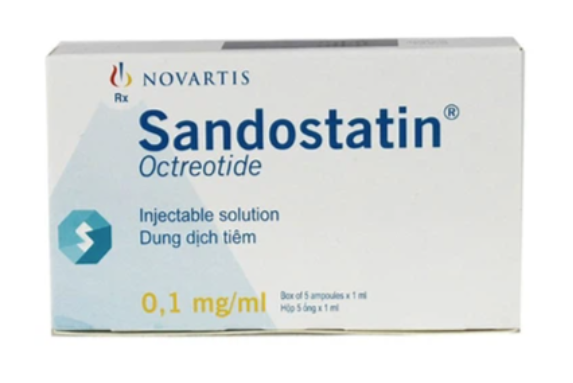 NOVARTIS
Rx
Sandostatin®
Octreotide
Injectable solution
Dung dịch tiêm
0,1 mg/ml
Box of 5 ampoules x 1 ml
Hộp 5 ống x 1 ml